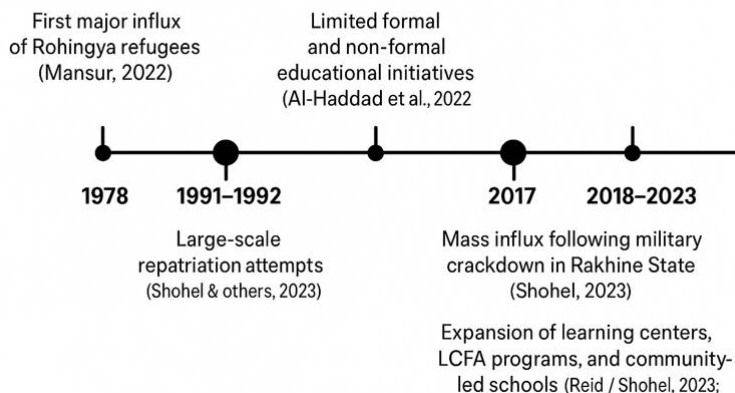 First major influx
of Rohingya refugees
(Mansur, 2022)
Limited formal
and non-formal
educational initiatives
(Al-Haddad et al., 2022
1978
1991–1992
2017
2018–2023
Large-scale
repatriation attempts
(Shohel & others, 2023)
Mass influx following military
crackdown in Rakhine State
(Shohel, 2023)
Expansion of learning centers,
LCFA programs, and community-
led schools (Reid / Shohel, 2023;